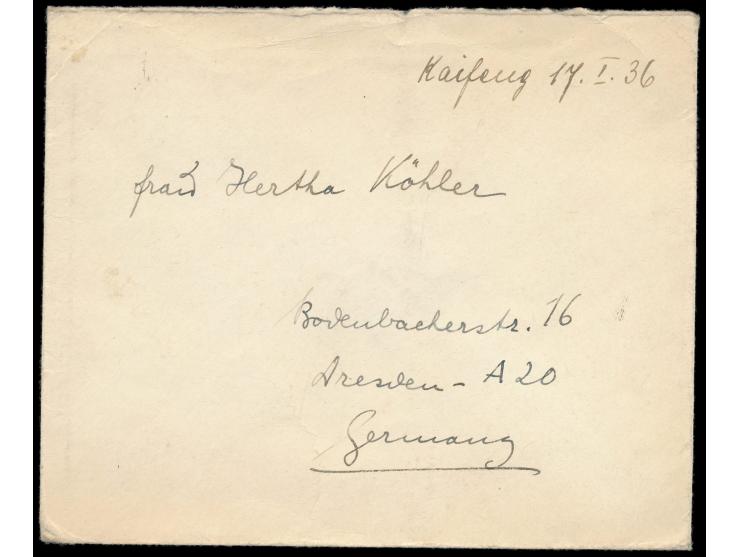 Kaifeng 17. I. 36
frau Hertha Köhler
Bodenbacherstr. 16
Dresden - A 20
Germany